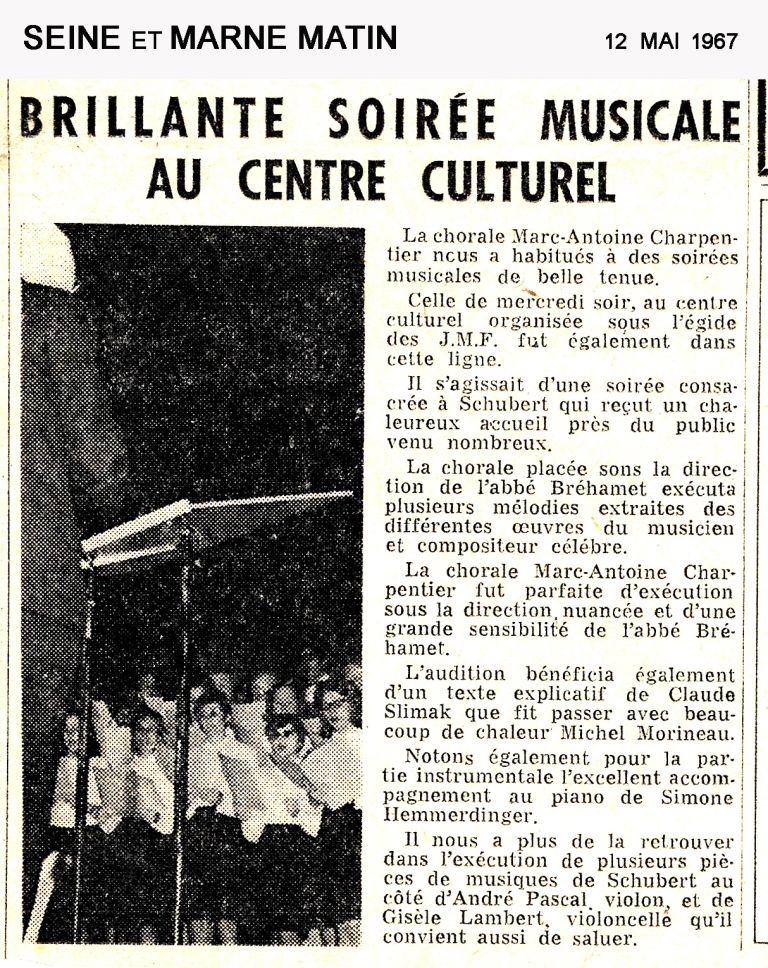 SEINE ET MARNE MATIN
12 MAI 1967
BRILLANTE SOIRÉE MUSICALE
AU CENTRE CULTUREL
La chorale Marc-Antoine Charpen-
tier ncus a habitués à des soirées
musicales de belle tenue.
Celle de mercredi soir, au centre
culturel organisée sous l'égide
des J.M.F. fut également dans
cette ligne.
Il s'agissait d'une soirée consa-
crée à Schubert qui reçut un cha-
leureux accueil près du public
venu nombreux.
La chorale placée sons la direc-
tion de l'abbé Bréhamet exécuta
plusieurs mélodies extraites des
différentes œuvres du musicien
et compositeur célébre.
La chorale Marc-Antoine Char-
pentier fut parfaite d'exécution
sous la direction nuancée et d'une
grande sensibilité de l'abbé Bré-
hamet.
L'audition bénéficia également
d'un texte explicatif de Claude
Slimak que fit passer avec beau-
coup de chaleur Michel Morineau.
Notons également pour la par-
tie instrumentale l'excellent accom-
pagnement au piano de Simone
Hemmerdinger.
Il nous a plus de la retrouver
dans l'exécution de plusieurs piè-
ces de musiques de Schubert au
côté d'André Pascal, violon, et de
Gisèle Lambert, violoncelle qu'il
convient aussi de saluer.